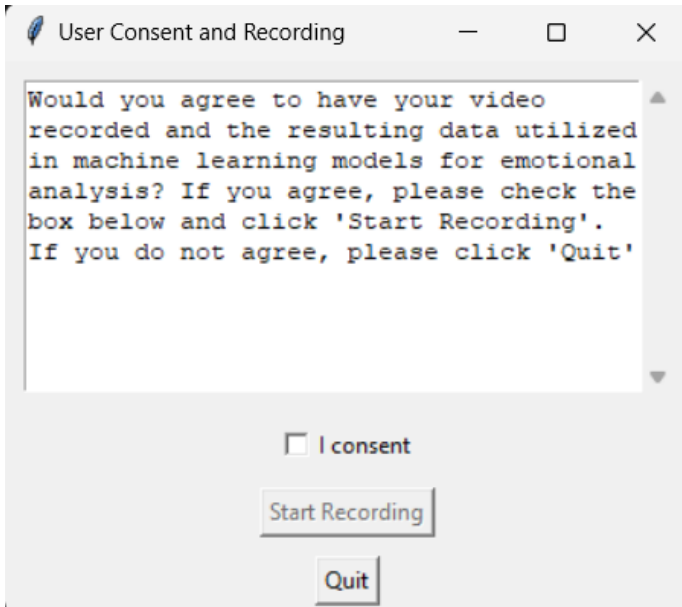 User Consent and Recording
Would you agree to have your video
recorded and the resulting data utilized
in machine learning models for emotional
analysis? If you agree, please check the
box below and click 'Start Recording'.
If you do not agree, please click 'Quit'
I consent
Start Recording
Quit